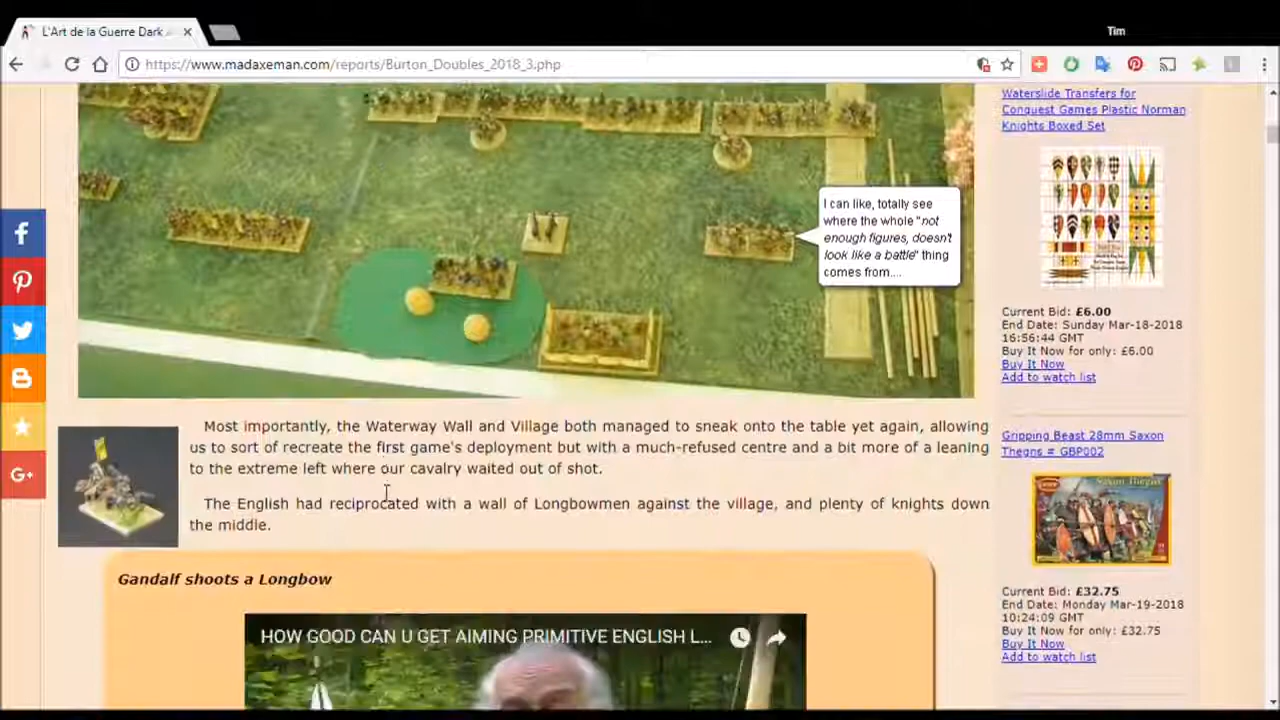 L'Art de la Guerre Dark
Tim
https://www.madaxeman.com/reports/Burton_Doubles_2018_3.php
I can like, totally see
where the whole "not
enough figures, doesn't
look like a battle" thing
comes from....
Most importantly, the Waterway Wall and Village both managed to sneak onto the table yet again, allowing
us to sort of recreate the first game's deployment but with a much-refused centre and a bit more of a leaning
to the extreme left where our cavalry waited out of shot.
The English had reciprocated with a wall of Longbowmen against the village, and plenty of knights down
the middle.
Gandalf shoots a Longbow
HOW GOOD CAN U GET AIMING PRIMITIVE ENGLISH L...
Waterslide Transfers for
Conquest Games Plastic Norman
Knights Boxed Set
Current Bid: £6.00
End Date: Sunday Mar-18-2018
16:56:44 GMT
Buy It Now for only: £6.00
Buy It Now
Add to watch list
Gripping Beast 28mm Saxon
Thegns # GBP002
Saxon Thegns
Current Bid: £32.75
End Date: Monday Mar-19-2018
10:24:09 GMT
Buy It Now for only: £32.75
Buy It Now
Add to watch list